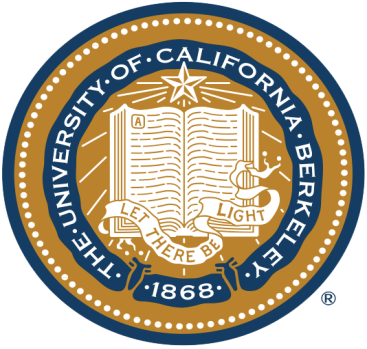 THE·UNIVERSITY·OF·CALIFORNIA·BERKELEY
A
LET THERE BE LIGHT
·1868·
®